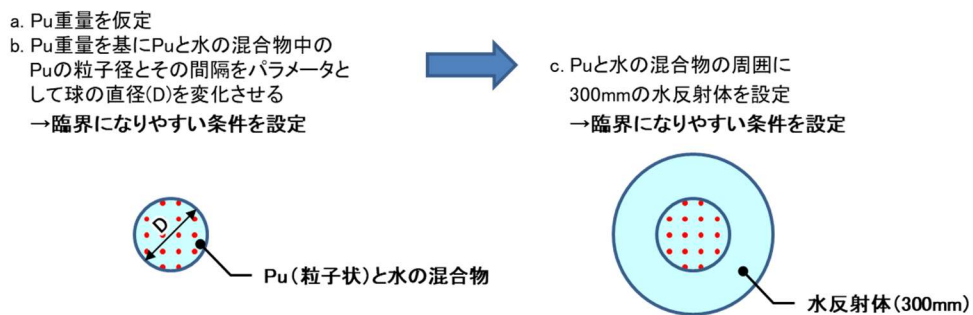 a. Pu重量を仮定
b. Pu重量を基にPuと水の混合物中の
Puの粒子径とその間隔をパラメータと
して球の直径(D)を変化させる
→臨界になりやすい条件を設定
c. Puと水の混合物の周囲に
300mmの水反射体を設定
→臨界になりやすい条件を設定
D
Pu(粒子状)と水の混合物
水反射体(300mm)